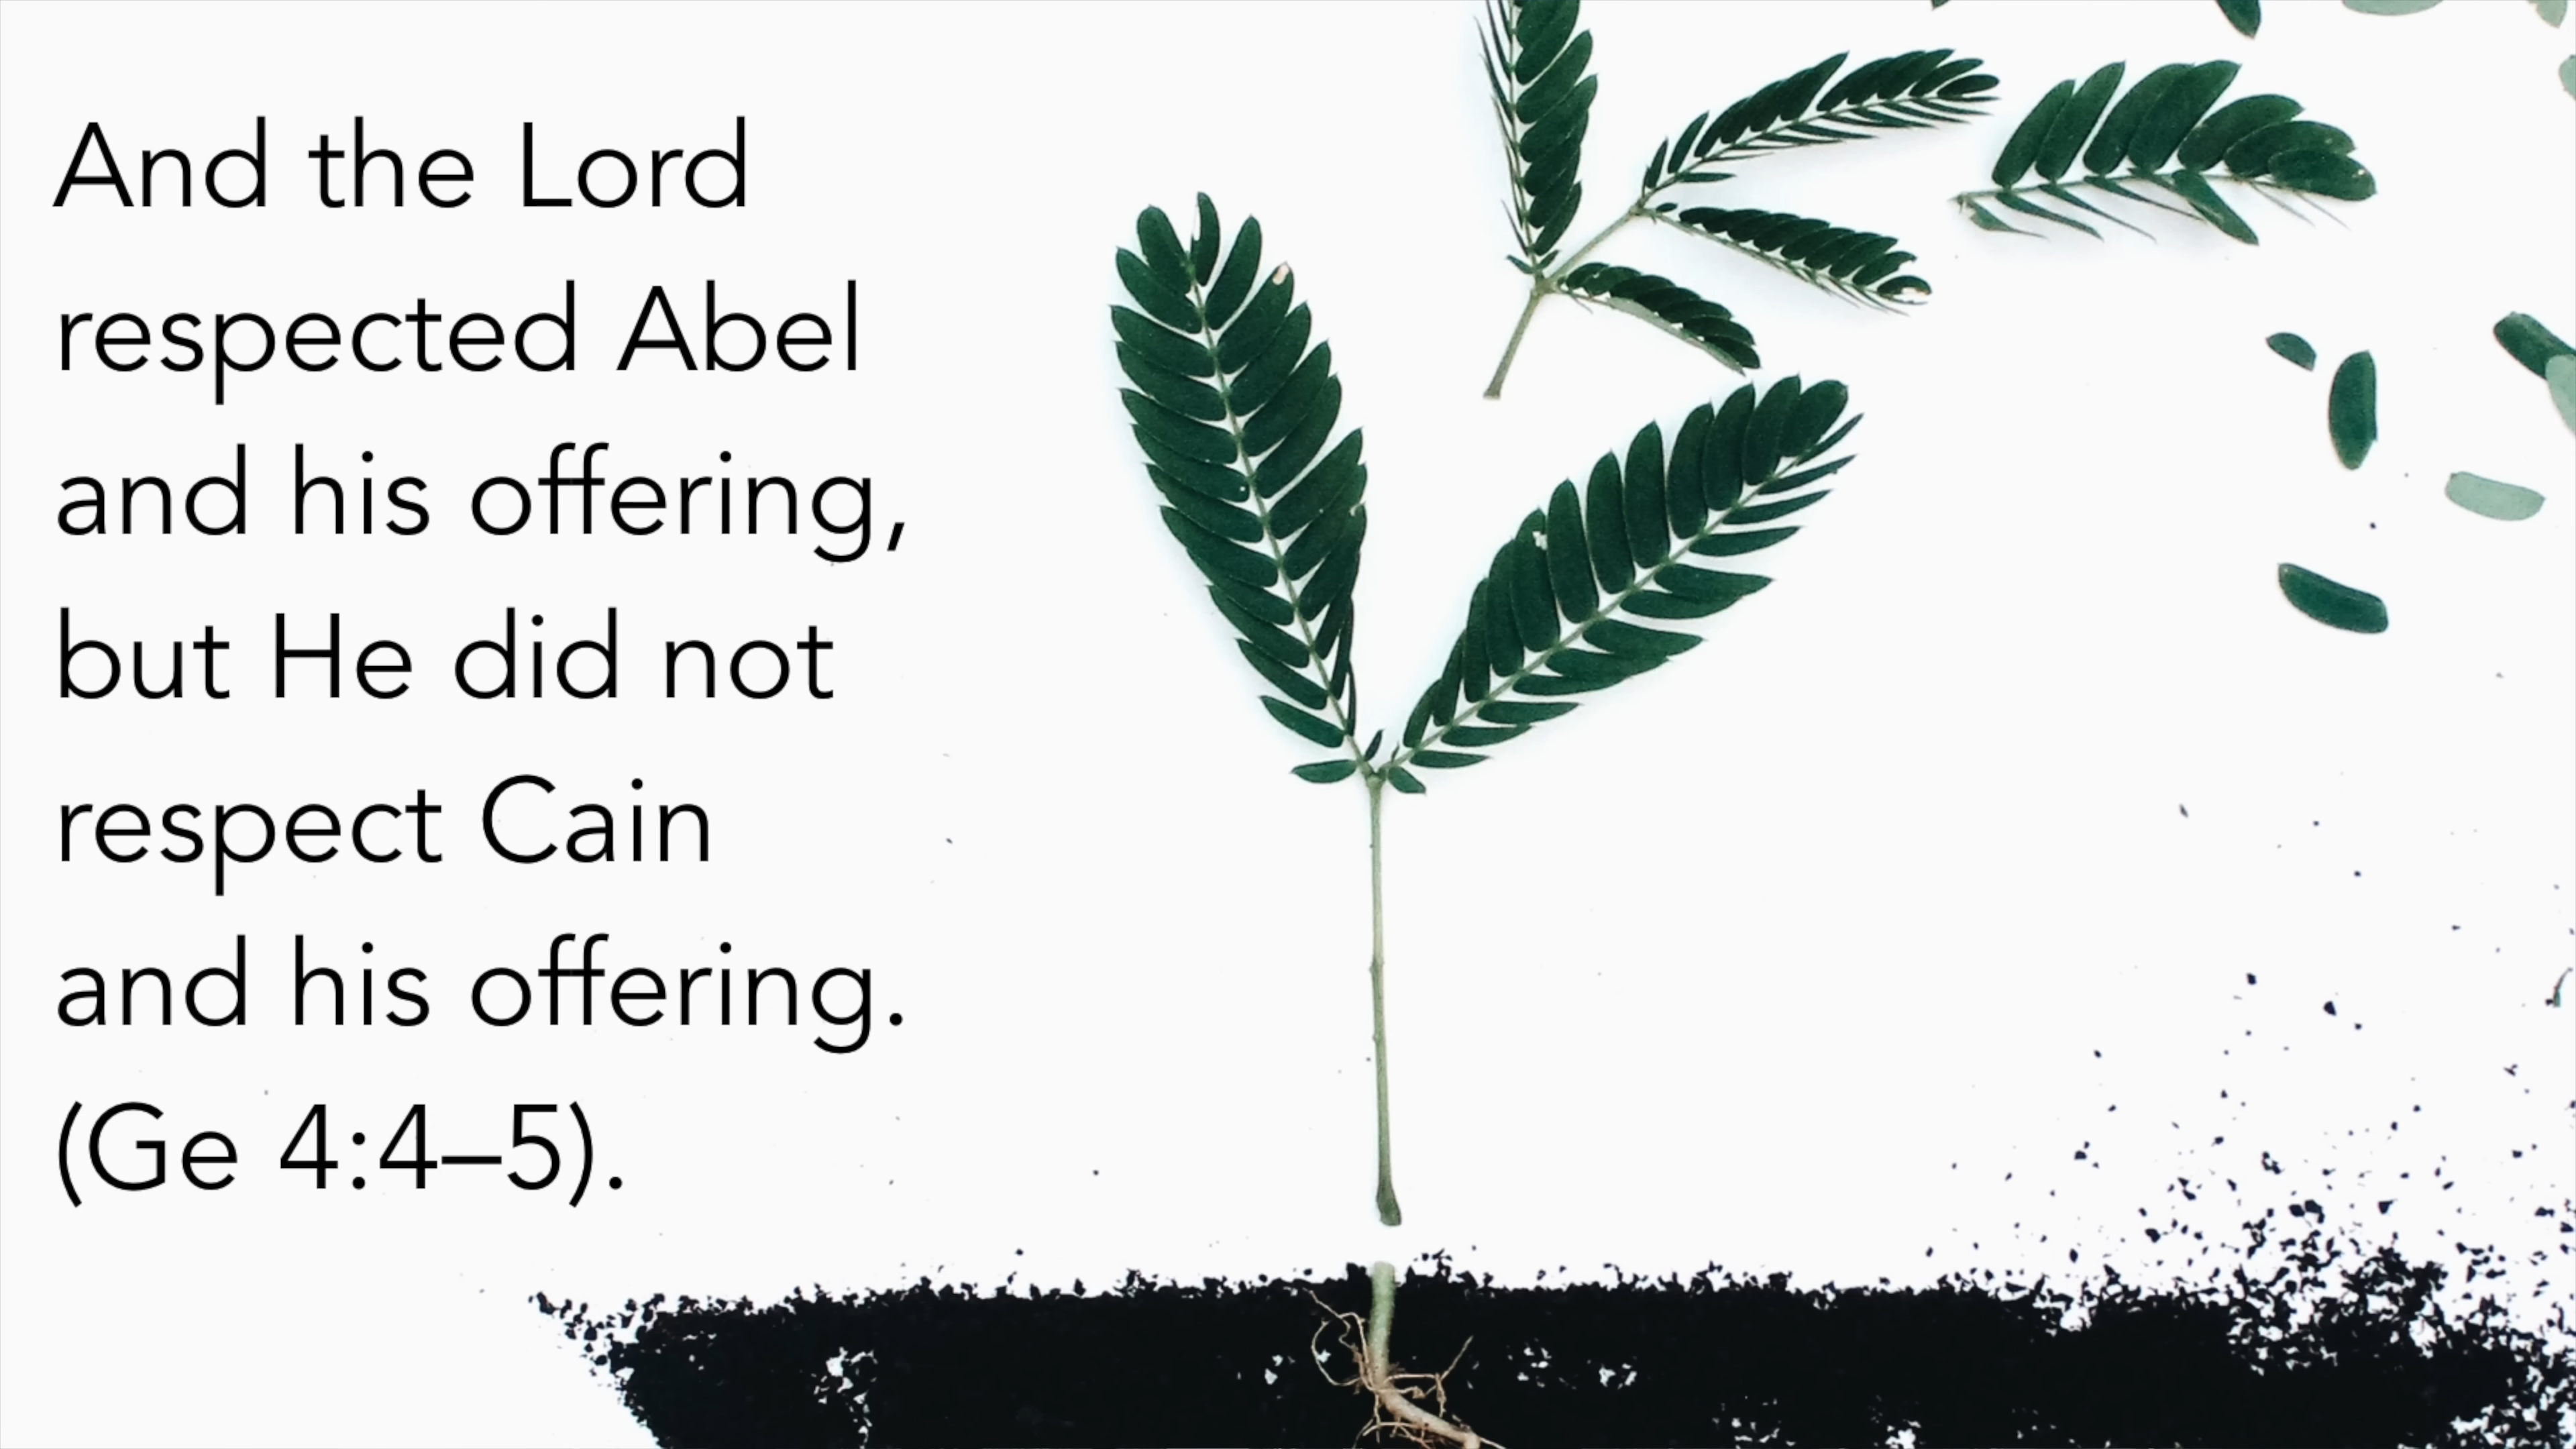 And the Lord
respected Abel
and his offering,
but He did not
respect Cain
and his offering.
(Ge 4:4–5).